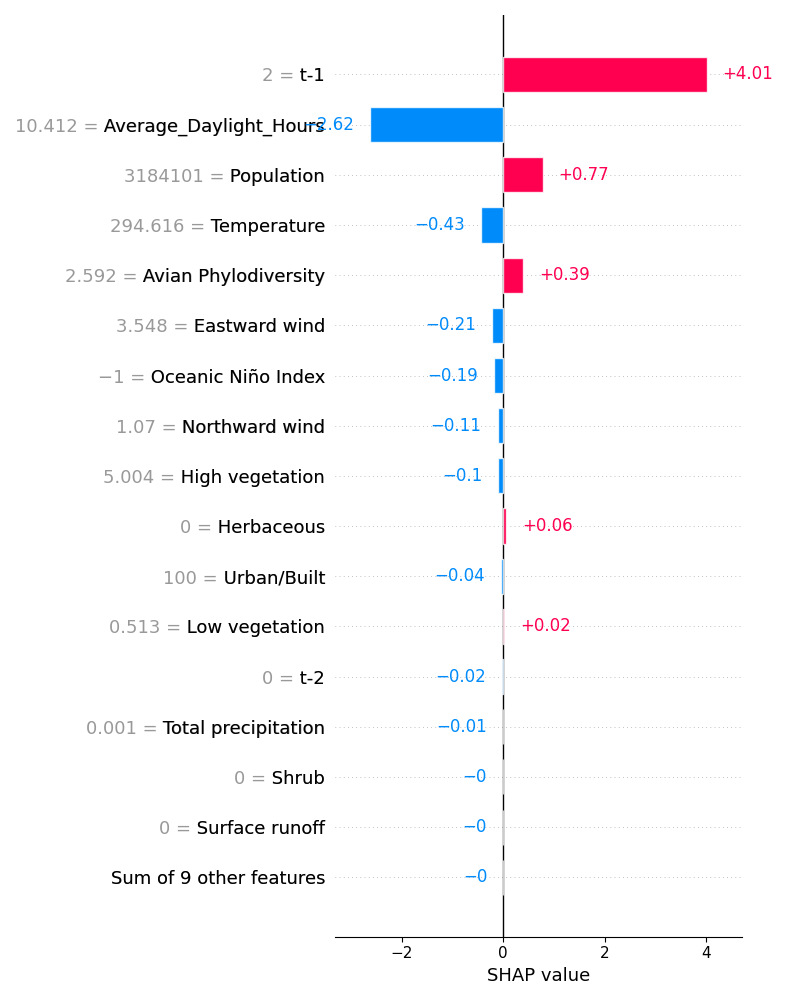 2 = t-1 +4.01
10.412 = Average_Daylight_Hours −2.62
3184101 = Population +0.77
294.616 = Temperature −0.43
2.592 = Avian Phylodiversity +0.39
3.548 = Eastward wind −0.21
−1 = Oceanic Niño Index −0.19
1.07 = Northward wind −0.11
5.004 = High vegetation −0.1
0 = Herbaceous +0.06
100 = Urban/Built −0.04
0.513 = Low vegetation +0.02
0 = t-2 −0.02
0.001 = Total precipitation −0.01
0 = Shrub −0
0 = Surface runoff −0
Sum of 9 other features −0
−2 0 2 4
SHAP value